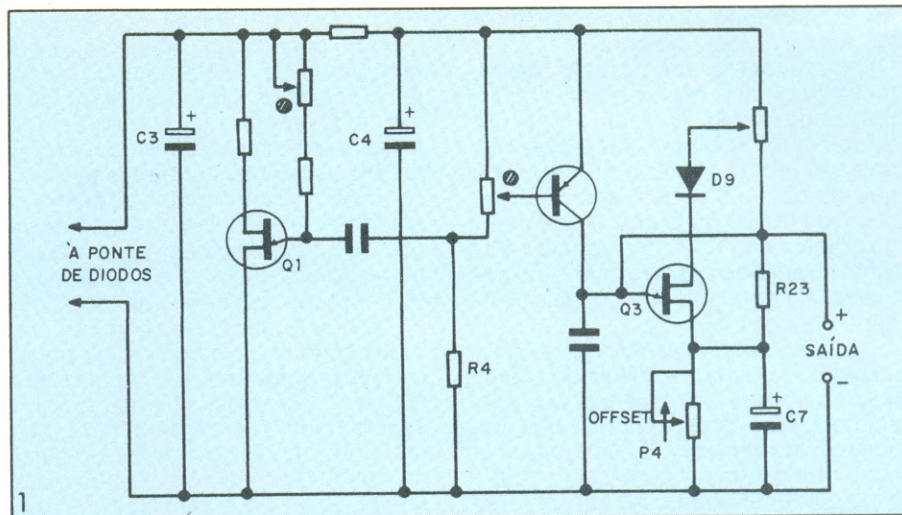 C3
+
C4
+
D9
À PONTE
DE DIODOS
Q1
Q3
R23
+
SAÍDA
-
R4
OFFSET
P4
+
C7
1